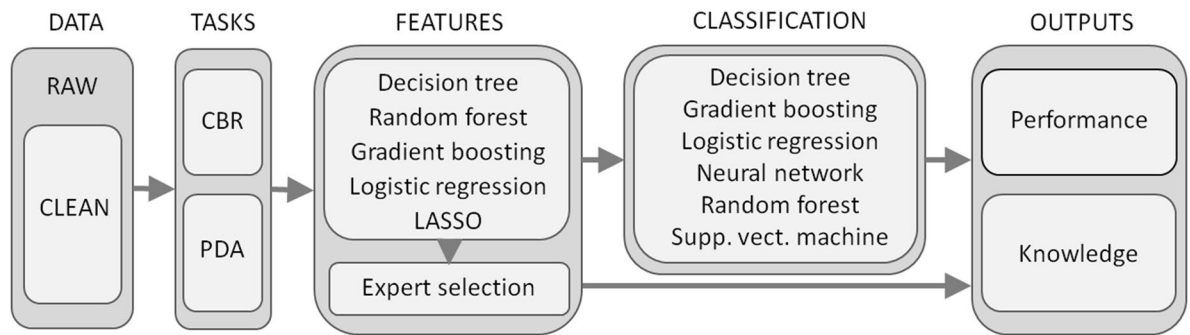 DATA
RAW
CLEAN
TASKS
CBR
PDA
FEATURES
Decision tree
Random forest
Gradient boosting
Logistic regression
LASSO
Expert selection
CLASSIFICATION
Decision tree
Gradient boosting
Logistic regression
Neural network
Random forest
Supp. vect. machine
OUTPUTS
Performance
Knowledge